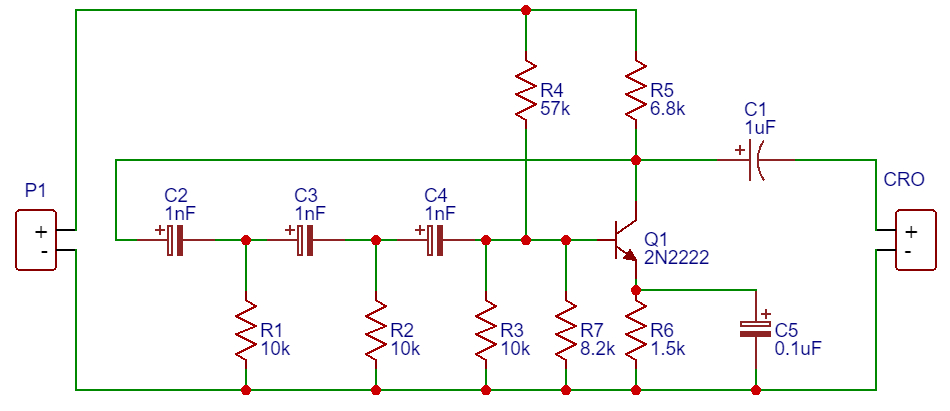 R4
57k
R5
6.8k
C1
1uF
+
P1
+
-
C2
1nF
+
C3
1nF
+
C4
1nF
+
Q1
2N2222
CRO
+
-
R1
10k
R2
10k
R3
10k
R7
8.2k
R6
1.5k
+
C5
0.1uF